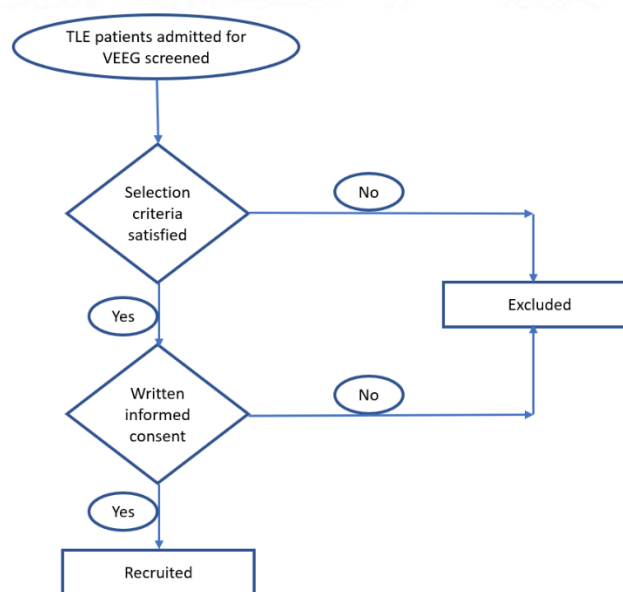 TLE patients admitted for
VEEG screened
Selection
criteria
satisfied
No
Excluded
Yes
Written
informed
consent
No
Yes
Recruited